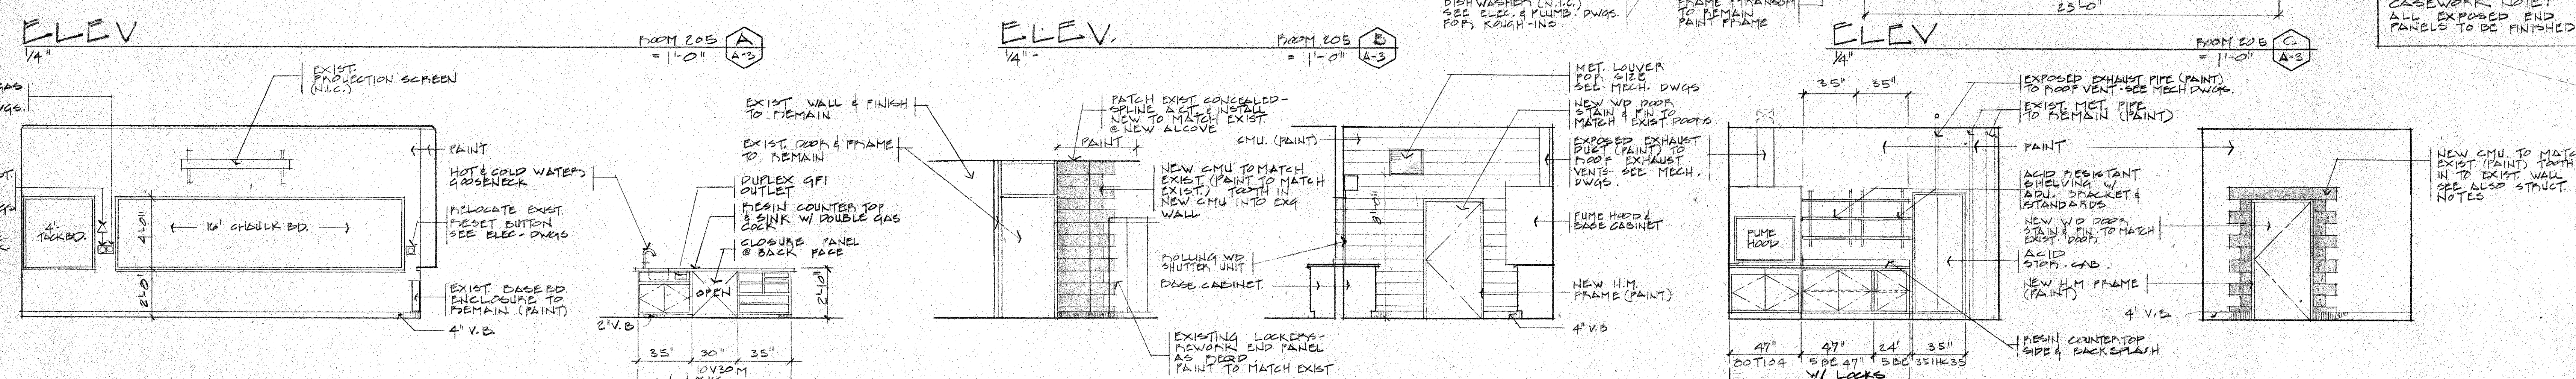 DISHWASHER (N.I.C.)
SEE ELEC. & PLUMB. DWGS.
FOR ROUGH-INS
FRAME & TRANSOM
TO REMAIN
PAINT FRAME
23'-0"
CASEWORK NOTE:
ALL EXPOSED END
PANELS TO BE FINISHED
ELEV
1/4"
ROOM 205
= 1'-0"
A
A-3
ELEV.
1/4" -
ROOM 205
= 1'-0"
B
A-3
ELEV
1/4"
ROOM 205
= 1'-0"
C
A-3
GAS
WGS.
EXIST.
PROJECTION SCREEN
(N.I.C.)
PAINT
4'
TACKBD.
16' CHAULK BD.
4'-0"
2'-0"
RELOCATE EXIST.
RESET BUTTON
SEE ELEC- DWGS
EXIST BASEBD.
ENCLOSURE TO
REMAIN (PAINT)
4" V.B.
HOT & COLD WATER
GOOSENECK
DUPLEX GFI
OUTLET
RESIN COUNTER TOP
& SINK W/ DOUBLE GAS
COCK
CLOSURE PANEL
@ BACK FACE
OPEN
2'-10"
2" V.B
35"
30"
35"
10V30M
EXIST WALL & FINISH
TO REMAIN
EXIST. DOOR & FRAME
TO REMAIN
PATCH EXIST CONCEALED-
SPLINE A.C.T. INSTALL
NEW TO MATCH EXIST
@ NEW ALCOVE
PAINT
NEW CMU TO MATCH
EXIST (PAINT TO MATCH
EXIST.) TOOTH IN
NEW CMU INTO EXG
WALL
EXISTING LOCKERS-
REWORK END PANEL
AS REQD.
PAINT TO MATCH EXIST
CMU. (PAINT)
8'-0"
ROLLING WD
SHUTTER UNIT
BASE CABINET
MET. LOUVER
FOR SIZE
SEE MECH. DWGS
NEW WD DOOR
STAIN & FIN TO
MATCH EXIST. DOORS
EXPOSED EXHAUST
DUCT (PAINT) TO
ROOF EXHAUST
VENTS- SEE MECH.
DWGS.
FUME HOOD &
BASE CABINET
NEW H.M.
FRAME (PAINT)
4" V.B
35"
35"
EXPOSED EXHAUST PIPE (PAINT)
TO ROOF VENT-SEE MECH DWGS.
EXIST. MET. PIPE
TO REMAIN (PAINT)
PAINT
ACID RESISTANT
SHELVING W/
ADJ. BRACKET &
STANDARDS
NEW WD DOOR
STAIN & FIN. TO MATCH
EXIST. DOOR
ACID
STOR. CAB.
NEW H.M FRAME
(PAINT)
4" V.B.
RESIN COUNTERTOP
SIDE & BACKSPLASH
FUME
HOOD
47"
47"
24"
35"
80T104
5BE47"
5BE
351HC35
W/ LOCKS
NEW CMU. TO MATC
EXIST. (PAINT) TOOTH
IN TO EXIST WALL
SEE ALSO STRUCT.
NOTES